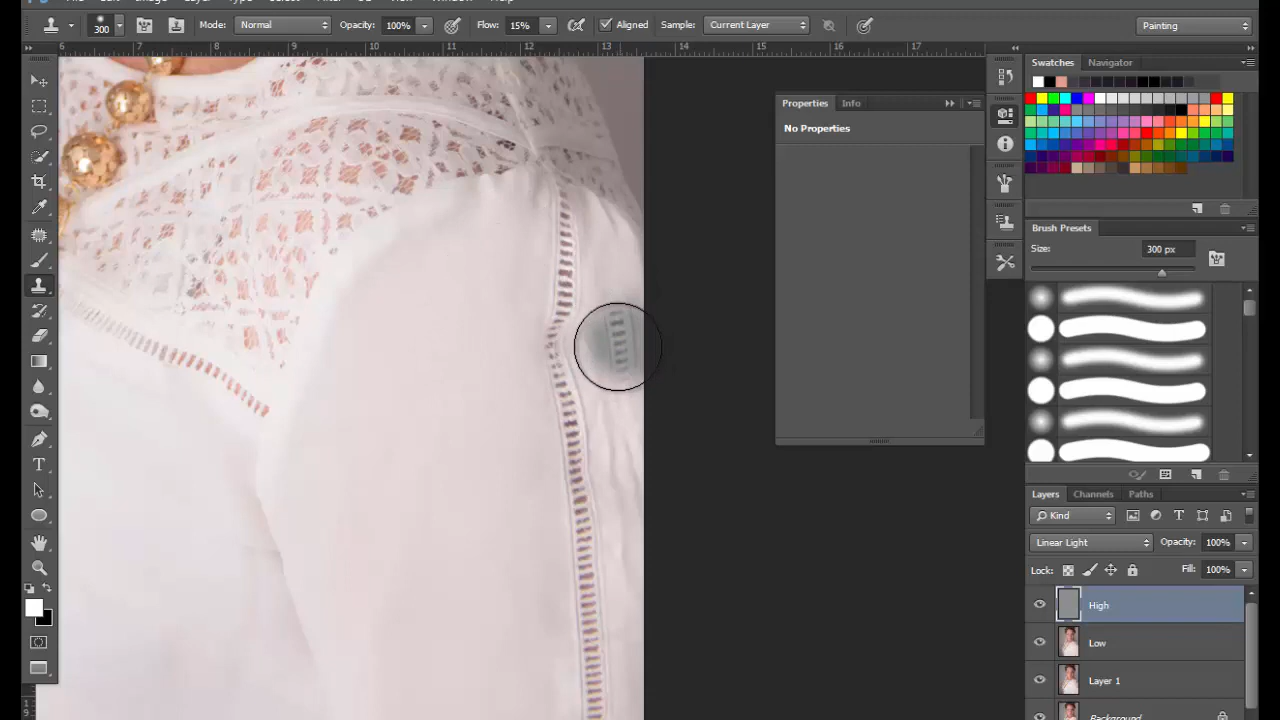 300 Mode: Normal Opacity: 100% Flow: 15% Aligned Sample: Current Layer Painting
6 7 8 9 10 11 12 13 14 15 16 17
Swatches Navigator
Properties Info
No Properties
Brush Presets
Size: 300 px
Layers Channels Paths
Kind
Linear Light Opacity: 100%
Lock: Fill: 100%
High
Low
Layer 1
Background